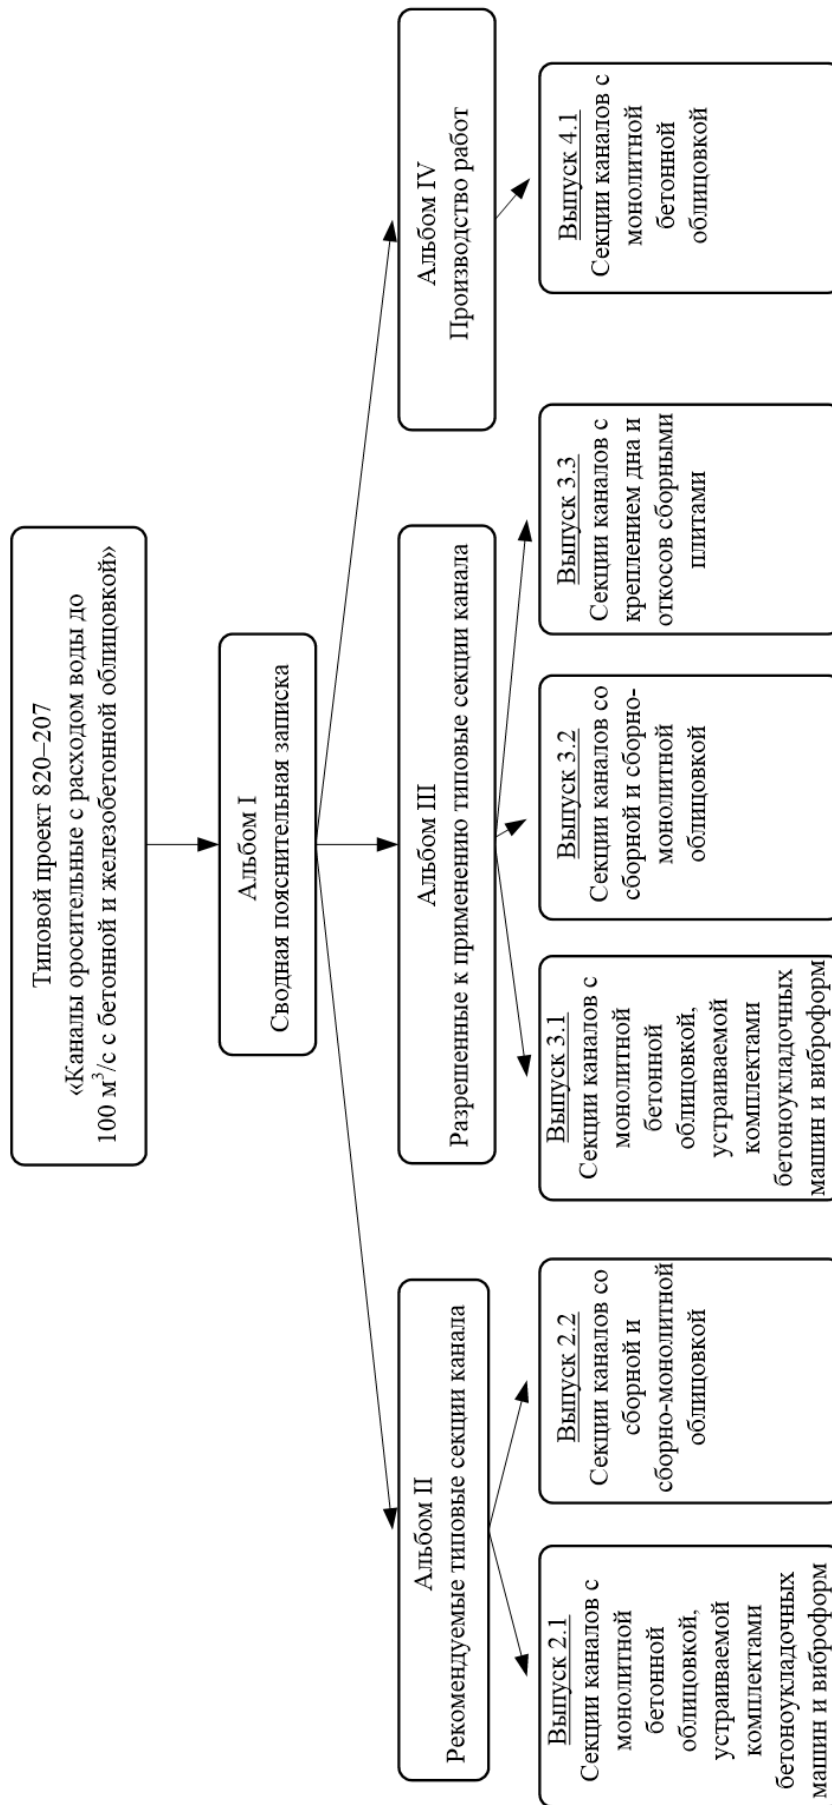 Типовой проект 820–207
«Каналы оросительные с расходом воды до
100 м³/с с бетонной и железобетонной облицовкой»
Альбом I
Сводная пояснительная записка
Альбом II
Рекомендуемые типовые секции канала
Альбом III
Разрешенные к применению типовые секции канала
Альбом IV
Производство работ
Выпуск 2.1
Секции каналов с
монолитной
бетонной
облицовкой,
устраиваемой
комплектами
бетоноукладочных
машин и виброформ
Выпуск 2.2
Секции каналов со
сборной и
сборно-монолитной
облицовкой
Выпуск 3.1
Секции каналов с
монолитной
бетонной
облицовкой,
устраиваемой
комплектами
бетоноукладочных
машин и виброформ
Выпуск 3.2
Секции каналов со
сборной и сборно-
монолитной
облицовкой
Выпуск 3.3
Секции каналов с
креплением дна и
откосов сборными
плитами
Выпуск 4.1
Секции каналов с
монолитной
бетонной
облицовкой